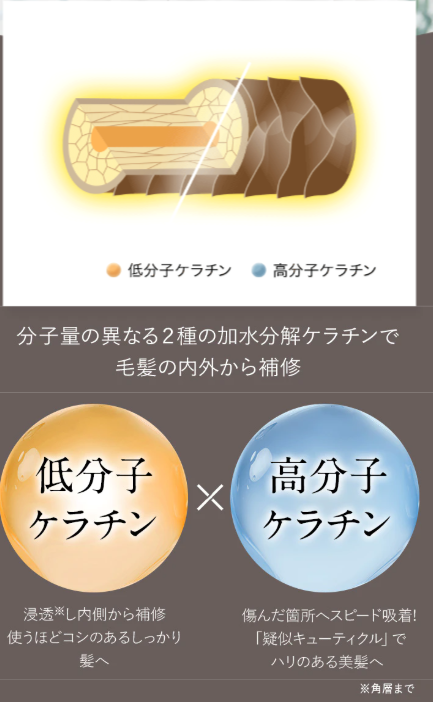 低分子ケラチン 高分子ケラチン
分子量の異なる2種の加水分解ケラチンで
毛髪の内外から補修
低分子
ケラチン
×
高分子
ケラチン
浸透※し内側から補修
使うほどコシのあるしっかり
髪へ
傷んだ箇所へスピード吸着!
「疑似キューティクル」で
ハリのある美髪へ
※角層まで